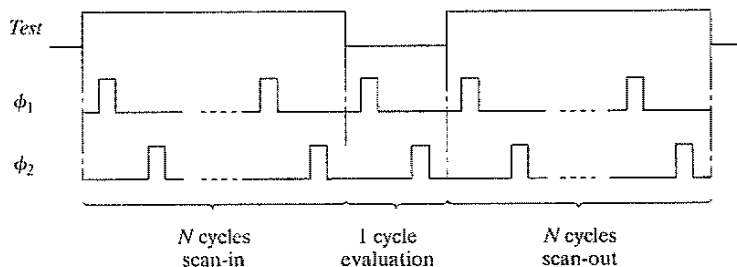 Test
ϕ1
ϕ2
N cycles
scan-in
1 cycle
evaluation
N cycles
scan-out